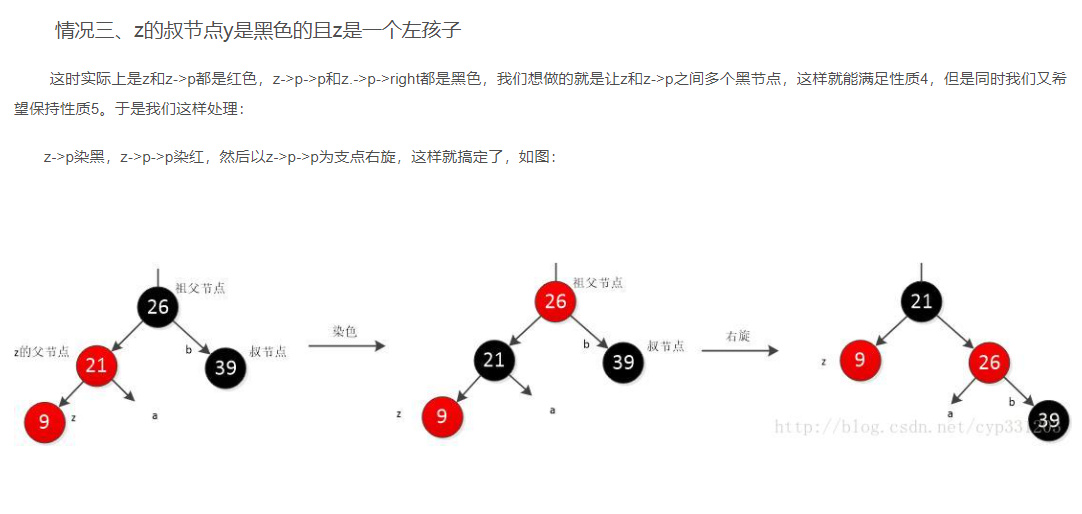 情况三、z的叔节点y是黑色的且z是一个左孩子
这时实际上是z和z->p都是红色，z->p->p和z.->p->right都是黑色，我们想做的就是让z和z->p之间多个黑节点，这样就能满足性质4，但是同时我们又希
望保持性质5。于是我们这样处理：
z->p染黑，z->p->p染红，然后以z->p->p为支点右旋，这样就搞定了，如图：
26 祖父节点
z的父节点 21 b 39 叔节点
9 z a
染色
26 祖父节点
21 b 39 叔节点
z 9 a
右旋
21
z 9 26
a b 39